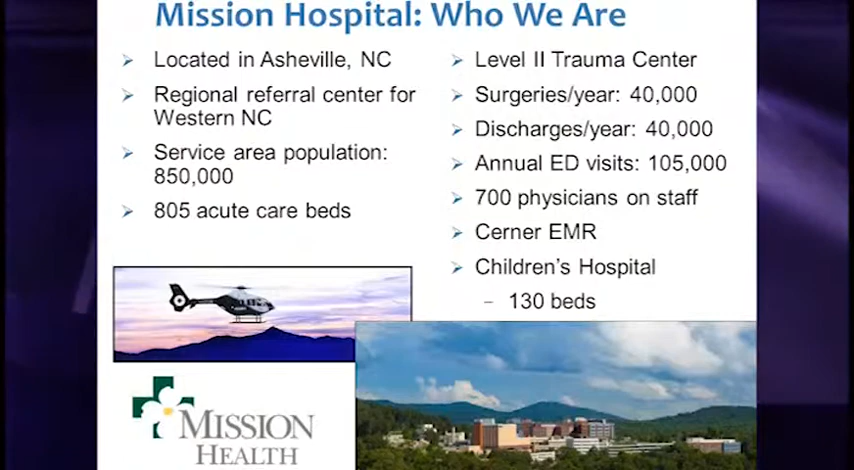 Mission Hospital: Who We Are
Located in Asheville, NC
Regional referral center for
Western NC
Service area population:
850,000
805 acute care beds
Level II Trauma Center
Surgeries/year: 40,000
Discharges/year: 40,000
Annual ED visits: 105,000
700 physicians on staff
Cerner EMR
Children's Hospital
– 130 beds
MISSION
HEALTH